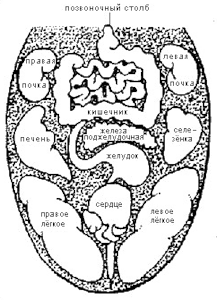 позвоночный столб
правая
левая
почка
почка
кишечник
железа
поджелудочная
селе-
зёнка
печень
желудок
сердце
правое
лёгкое
левое
лёгкое